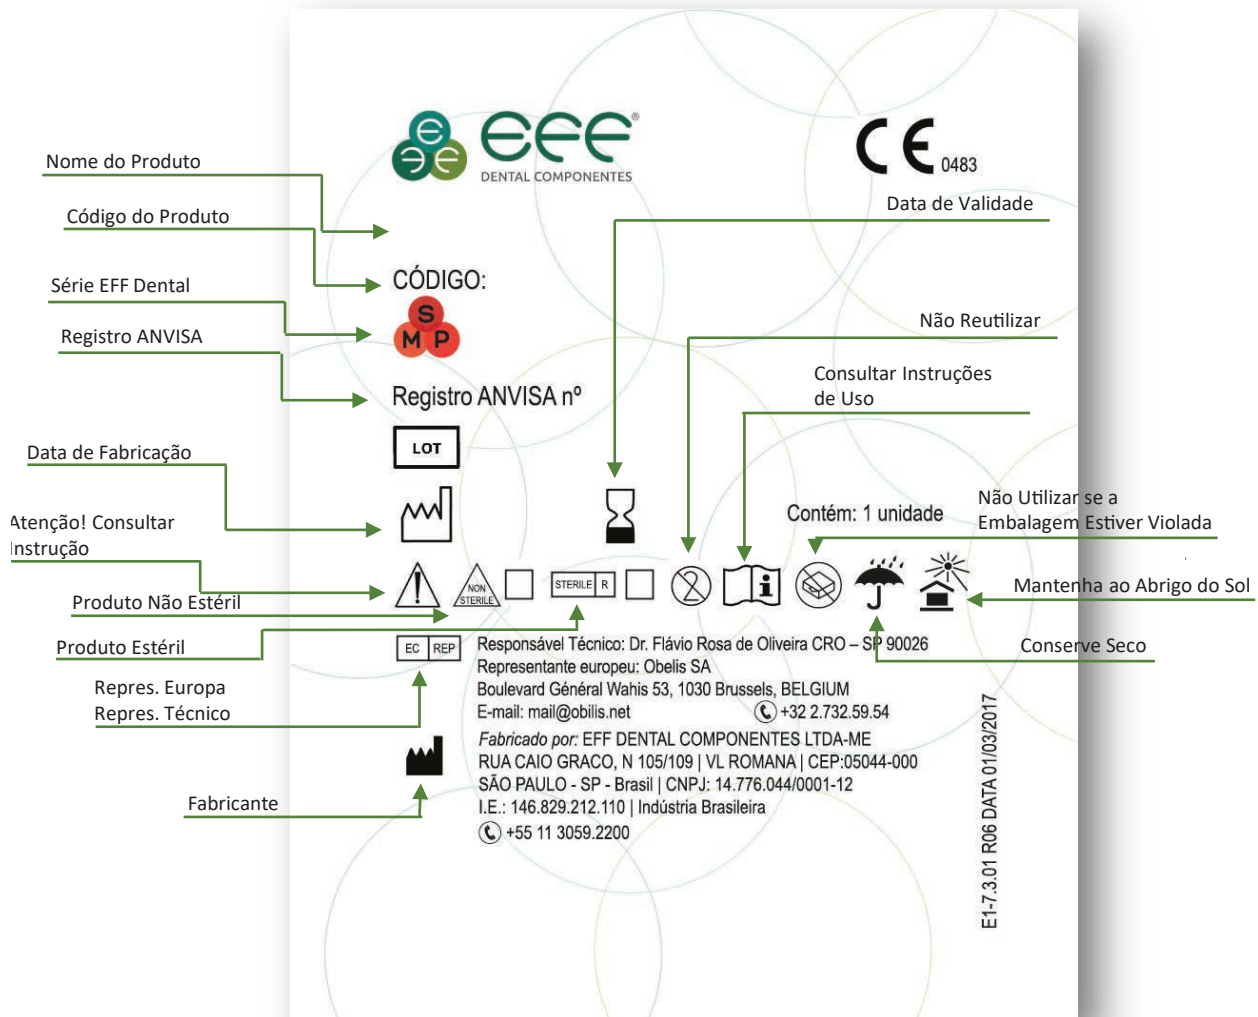 eff®
DENTAL COMPONENTES
CE 0483
Nome do Produto
Código do Produto
Série EFF Dental
Registro ANVISA
Data de Fabricação
Atenção! Consultar
Instrução
Produto Não Estéril
Produto Estéril
Repres. Europa
Repres. Técnico
Fabricante
Data de Validade
Não Reutilizar
Consultar Instruções
de Uso
Não Utilizar se a
Embalagem Estiver Violada
Mantenha ao Abrigo do Sol
Conserve Seco
CÓDIGO:
S
M P
Registro ANVISA nº
LOT
Contém: 1 unidade
NON
STERILE
STERILE R
2
i
EC REP
Responsável Técnico: Dr. Flávio Rosa de Oliveira CRO – SP 90026
Representante europeu: Obelis SA
Boulevard Général Wahis 53, 1030 Brussels, BELGIUM
E-mail: mail@obilis.net +32 2.732.59.54
Fabricado por: EFF DENTAL COMPONENTES LTDA-ME
RUA CAIO GRACO, N 105/109 | VL ROMANA | CEP:05044-000
SÃO PAULO - SP - Brasil | CNPJ: 14.776.044/0001-12
I.E.: 146.829.212.110 | Indústria Brasileira
+55 11 3059.2200
E1-7.3.01 R06 DATA 01/03/2017